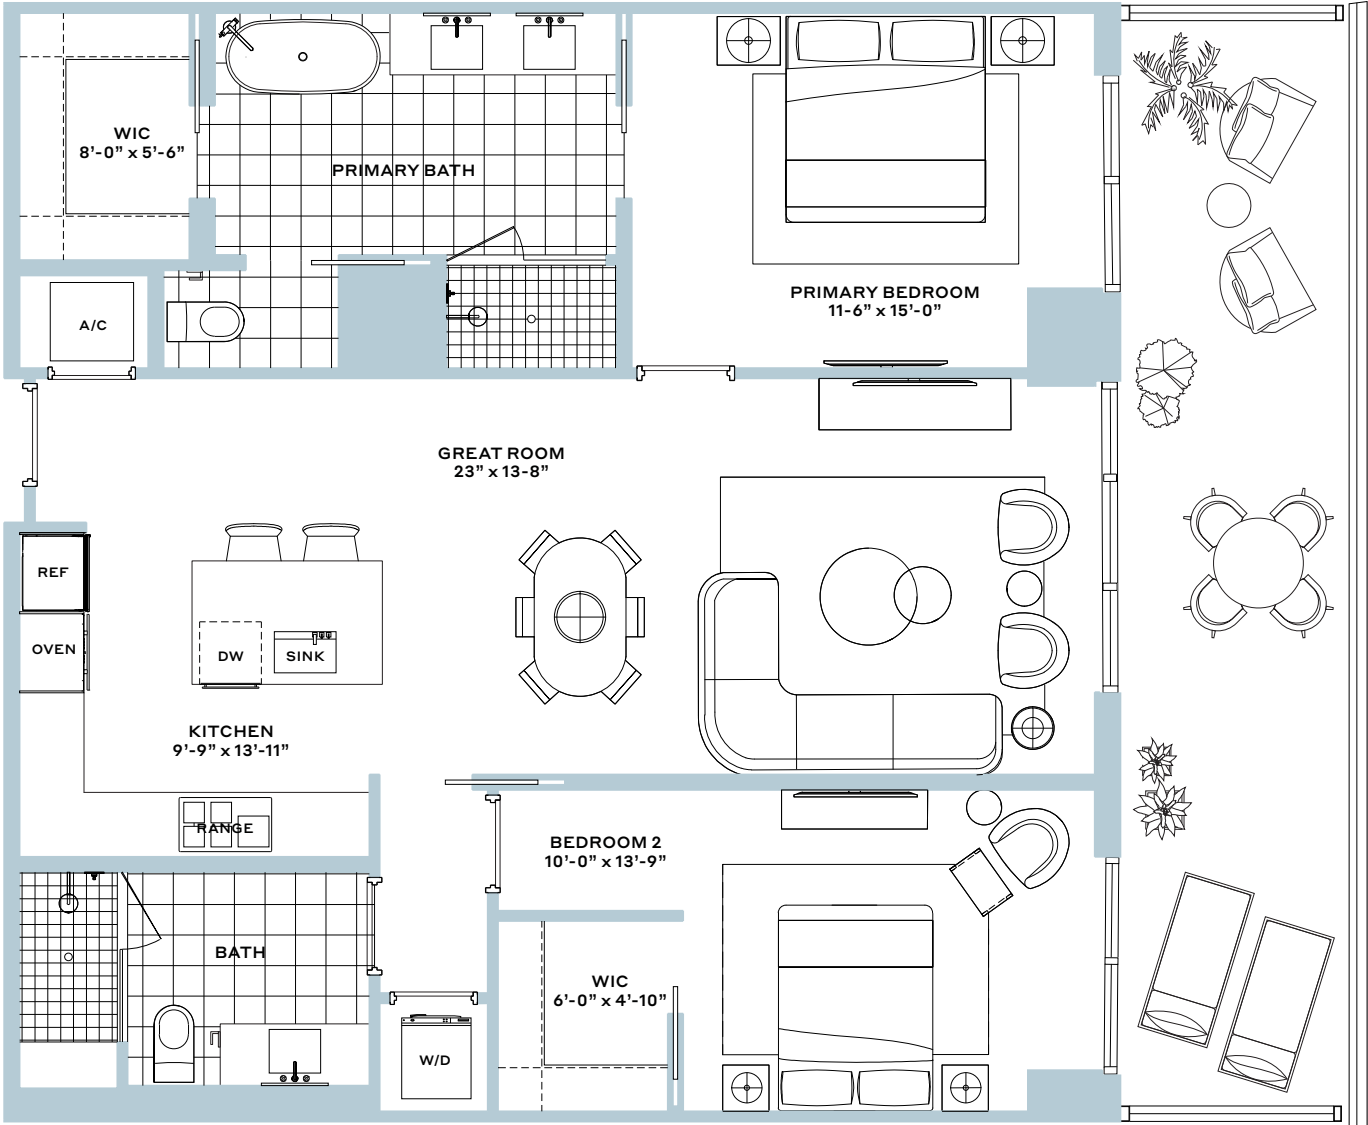 WIC
8’-0” x 5’-6”
PRIMARY BATH
PRIMARY BEDROOM
11-6” x 15’-0”
A/C
GREAT ROOM
23” x 13-8”
REF
OVEN
DW
SINK
KITCHEN
9’-9” x 13’-11”
RANGE
BEDROOM 2
10’-0” x 13’-9”
BATH
WIC
6’-0” x 4’-10”
W/D